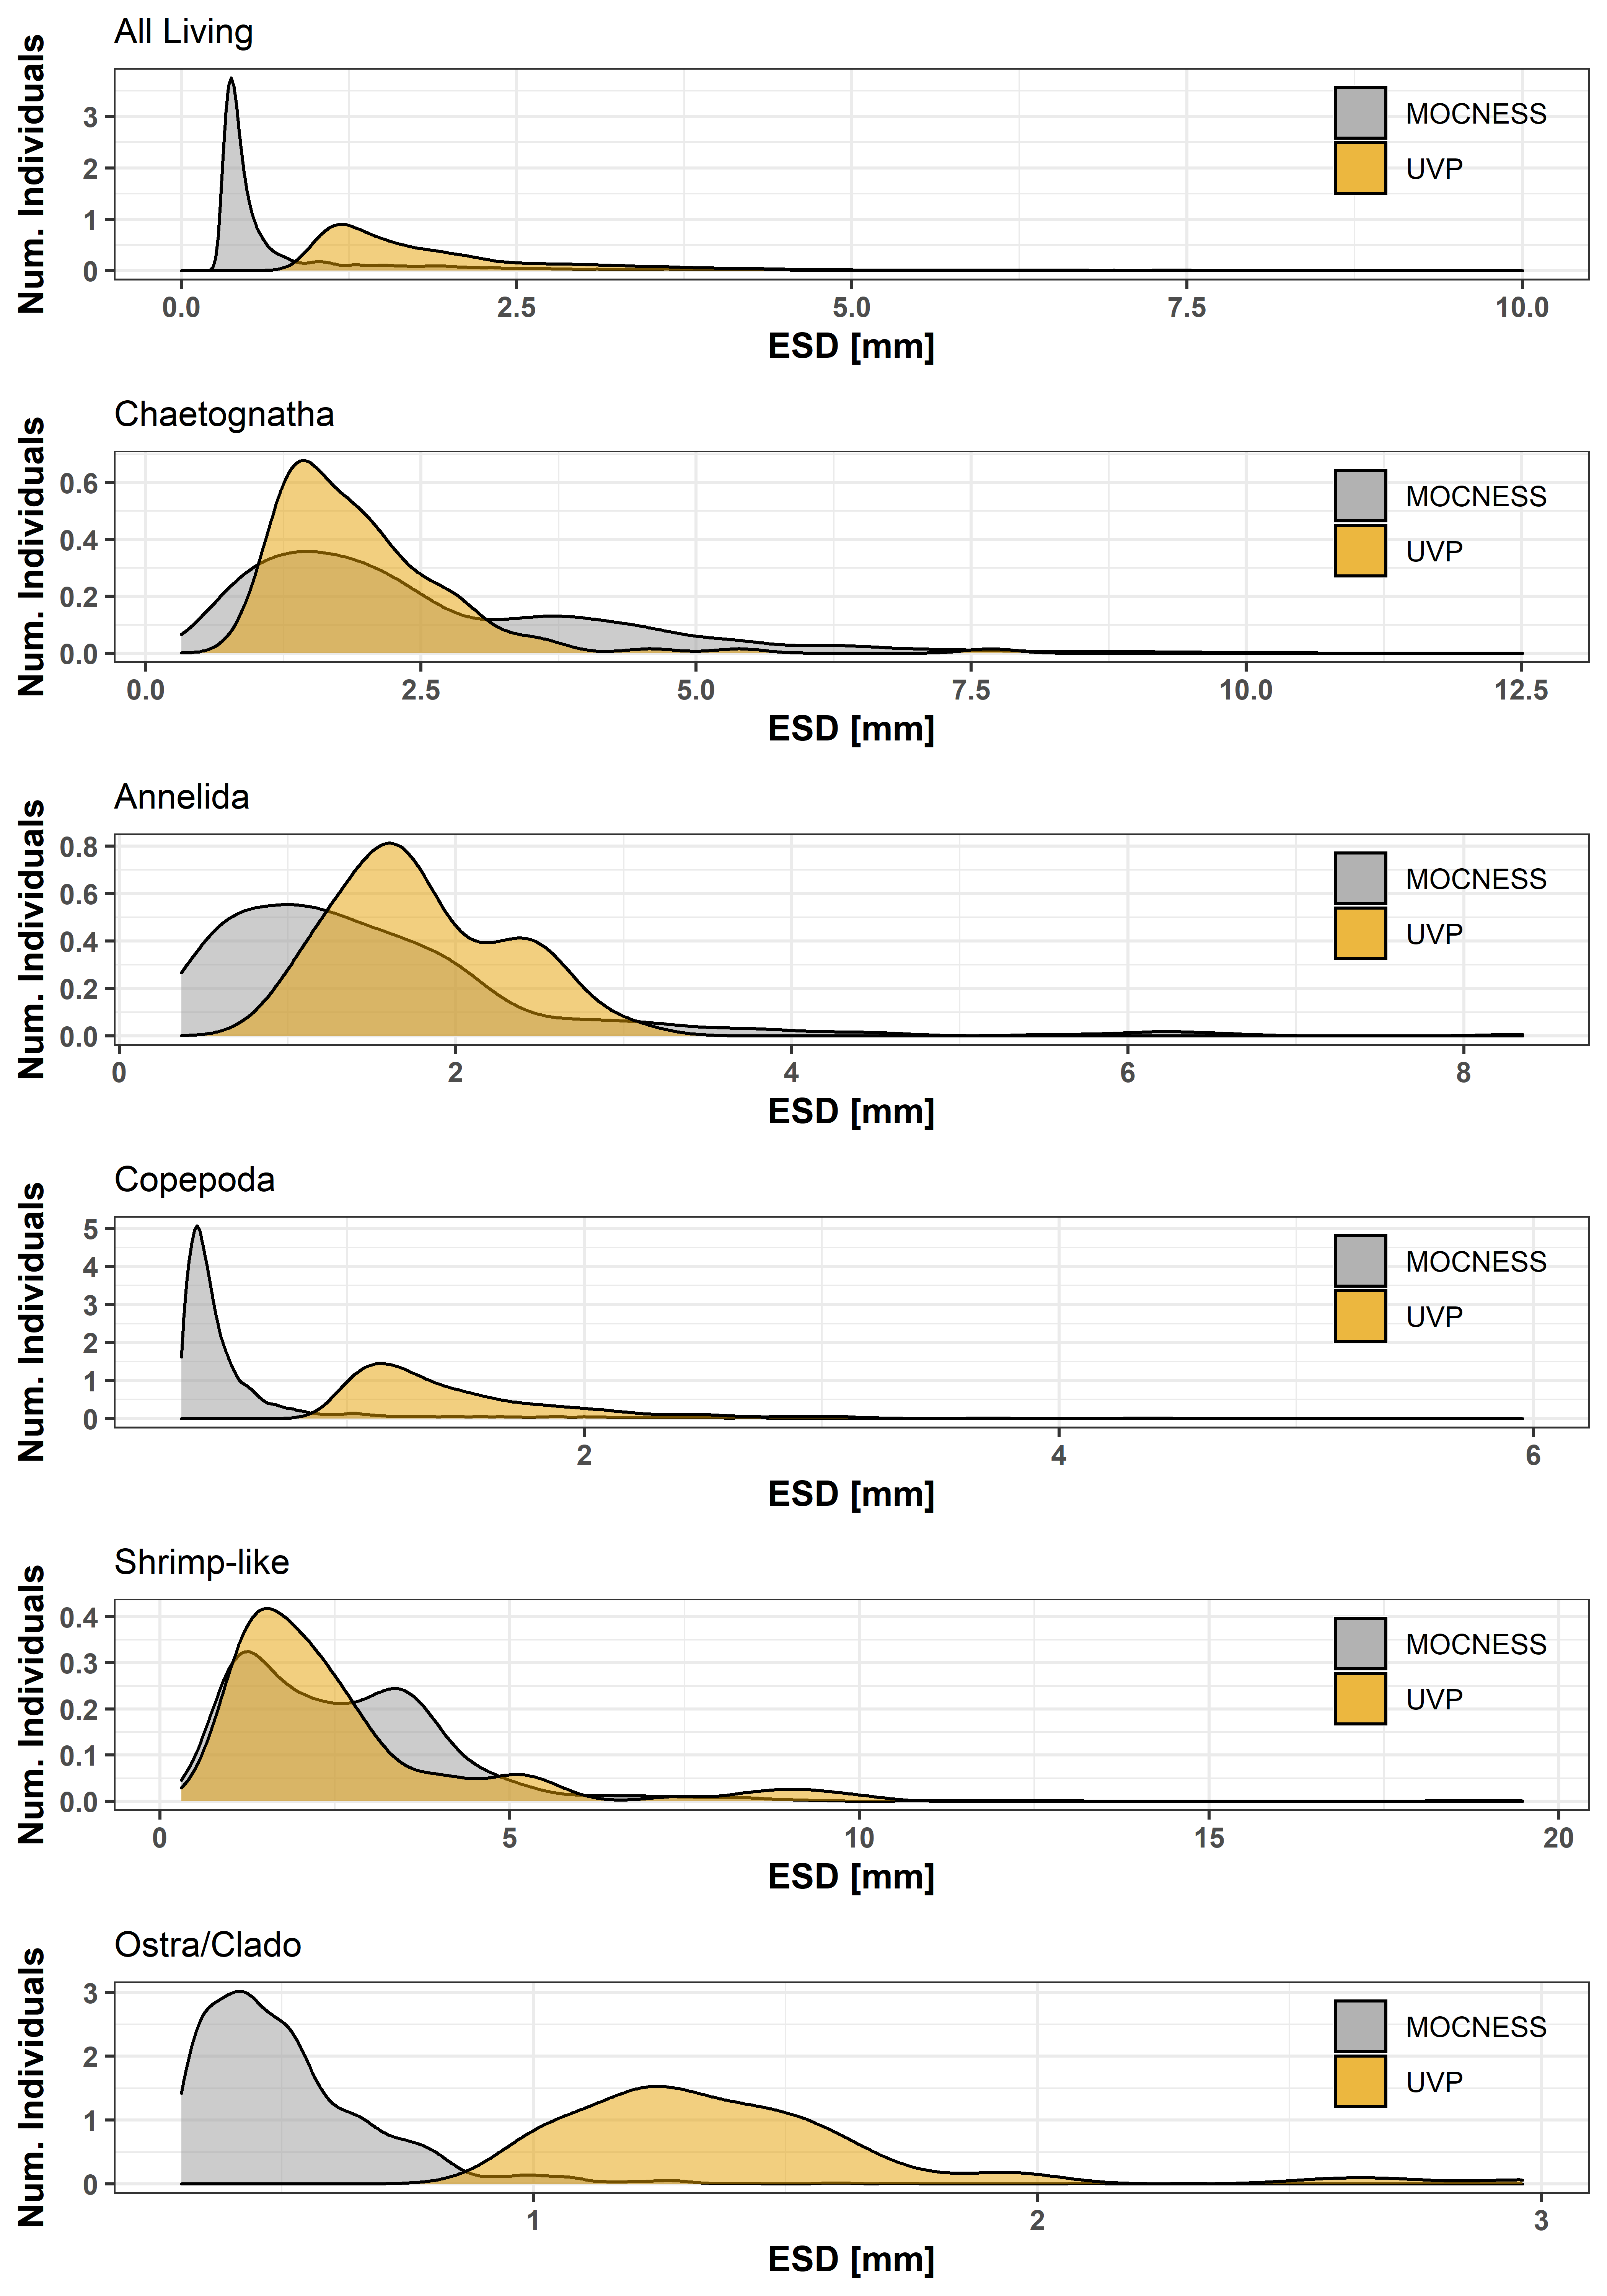 All Living
Num. Individuals
3
2
1
0
MOCNESS
UVP
0.0 2.5 5.0 7.5 10.0
ESD [mm]
Chaetognatha
Num. Individuals
0.6
0.4
0.2
0.0
MOCNESS
UVP
0.0 2.5 5.0 7.5 10.0 12.5
ESD [mm]
Annelida
Num. Individuals
0.8
0.6
0.4
0.2
0.0
MOCNESS
UVP
0 2 4 6 8
ESD [mm]
Copepoda
Num. Individuals
5
4
3
2
1
0
MOCNESS
UVP
2 4 6
ESD [mm]
Shrimp-like
Num. Individuals
0.4
0.3
0.2
0.1
0.0
MOCNESS
UVP
0 5 10 15 20
ESD [mm]
Ostra/Clado
Num. Individuals
3
2
1
0
MOCNESS
UVP
1 2 3
ESD [mm]